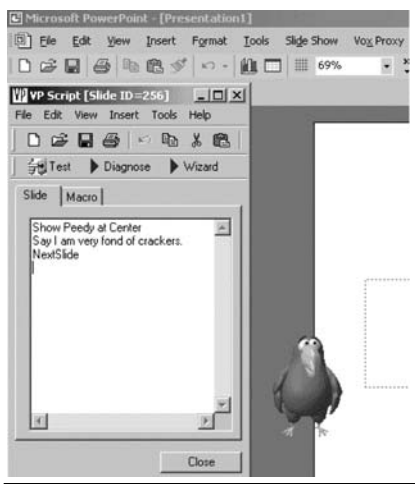 Microsoft PowerPoint - [Presentation1]
File Edit View Insert Format Tools Slide Show Vox Proxy
69%
VP Script [Slide ID=256]
File Edit View Insert Tools Help
Test Diagnose Wizard
Slide Macro
Show Peedy at Center
Say I am very fond of crackers.
NextSlide
Close